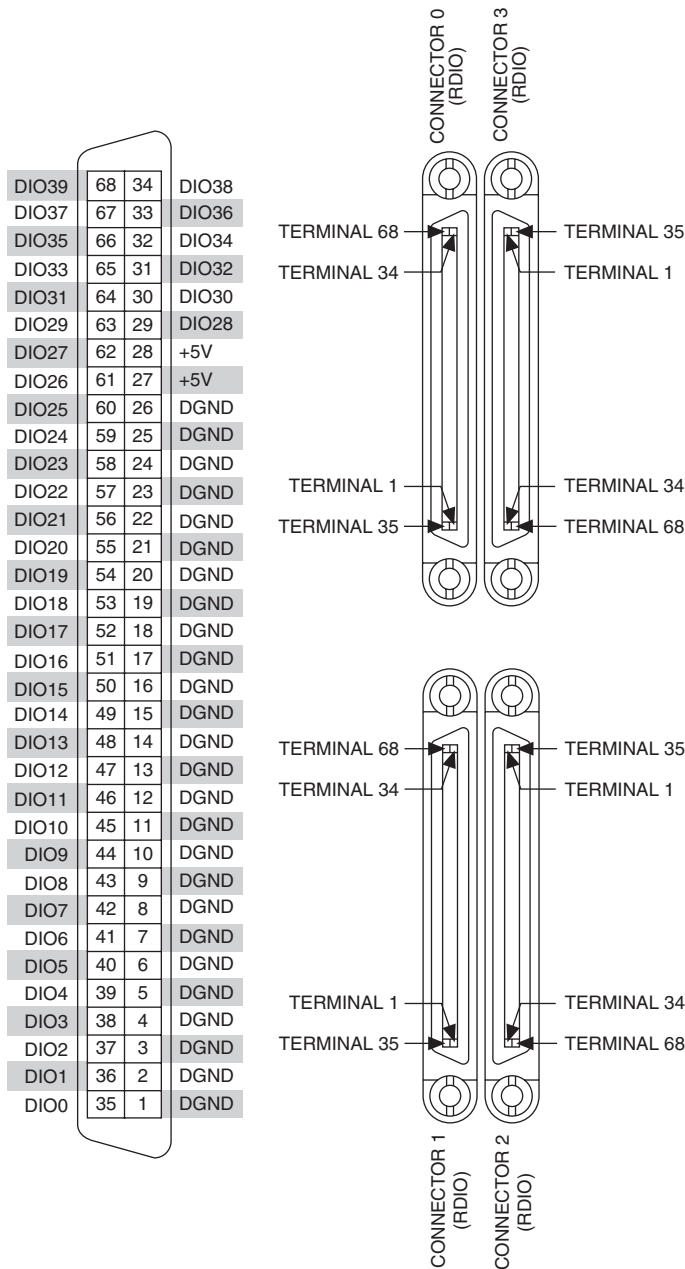 DIO39 68 34 DIO38
DIO37 67 33 DIO36
DIO35 66 32 DIO34
DIO33 65 31 DIO32
DIO31 64 30 DIO30
DIO29 63 29 DIO28
DIO27 62 28 +5V
DIO26 61 27 +5V
DIO25 60 26 DGND
DIO24 59 25 DGND
DIO23 58 24 DGND
DIO22 57 23 DGND
DIO21 56 22 DGND
DIO20 55 21 DGND
DIO19 54 20 DGND
DIO18 53 19 DGND
DIO17 52 18 DGND
DIO16 51 17 DGND
DIO15 50 16 DGND
DIO14 49 15 DGND
DIO13 48 14 DGND
DIO12 47 13 DGND
DIO11 46 12 DGND
DIO10 45 11 DGND
DIO9 44 10 DGND
DIO8 43 9 DGND
DIO7 42 8 DGND
DIO6 41 7 DGND
DIO5 40 6 DGND
DIO4 39 5 DGND
DIO3 38 4 DGND
DIO2 37 3 DGND
DIO1 36 2 DGND
DIO0 35 1 DGND
CONNECTOR 0
(RDIO)
CONNECTOR 3
(RDIO)
TERMINAL 68
TERMINAL 35
TERMINAL 34
TERMINAL 1
TERMINAL 1
TERMINAL 34
TERMINAL 35
TERMINAL 68
TERMINAL 68
TERMINAL 35
TERMINAL 34
TERMINAL 1
TERMINAL 1
TERMINAL 34
TERMINAL 35
TERMINAL 68
CONNECTOR 1
(RDIO)
CONNECTOR 2
(RDIO)